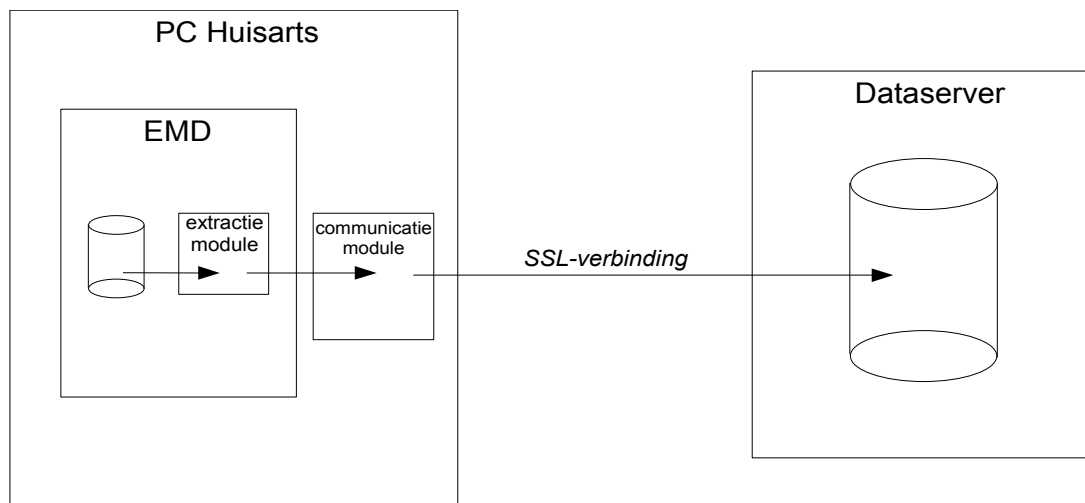 PC Huisarts
Dataserver
EMD
extractie
module
communicatie
module
SSL-verbinding